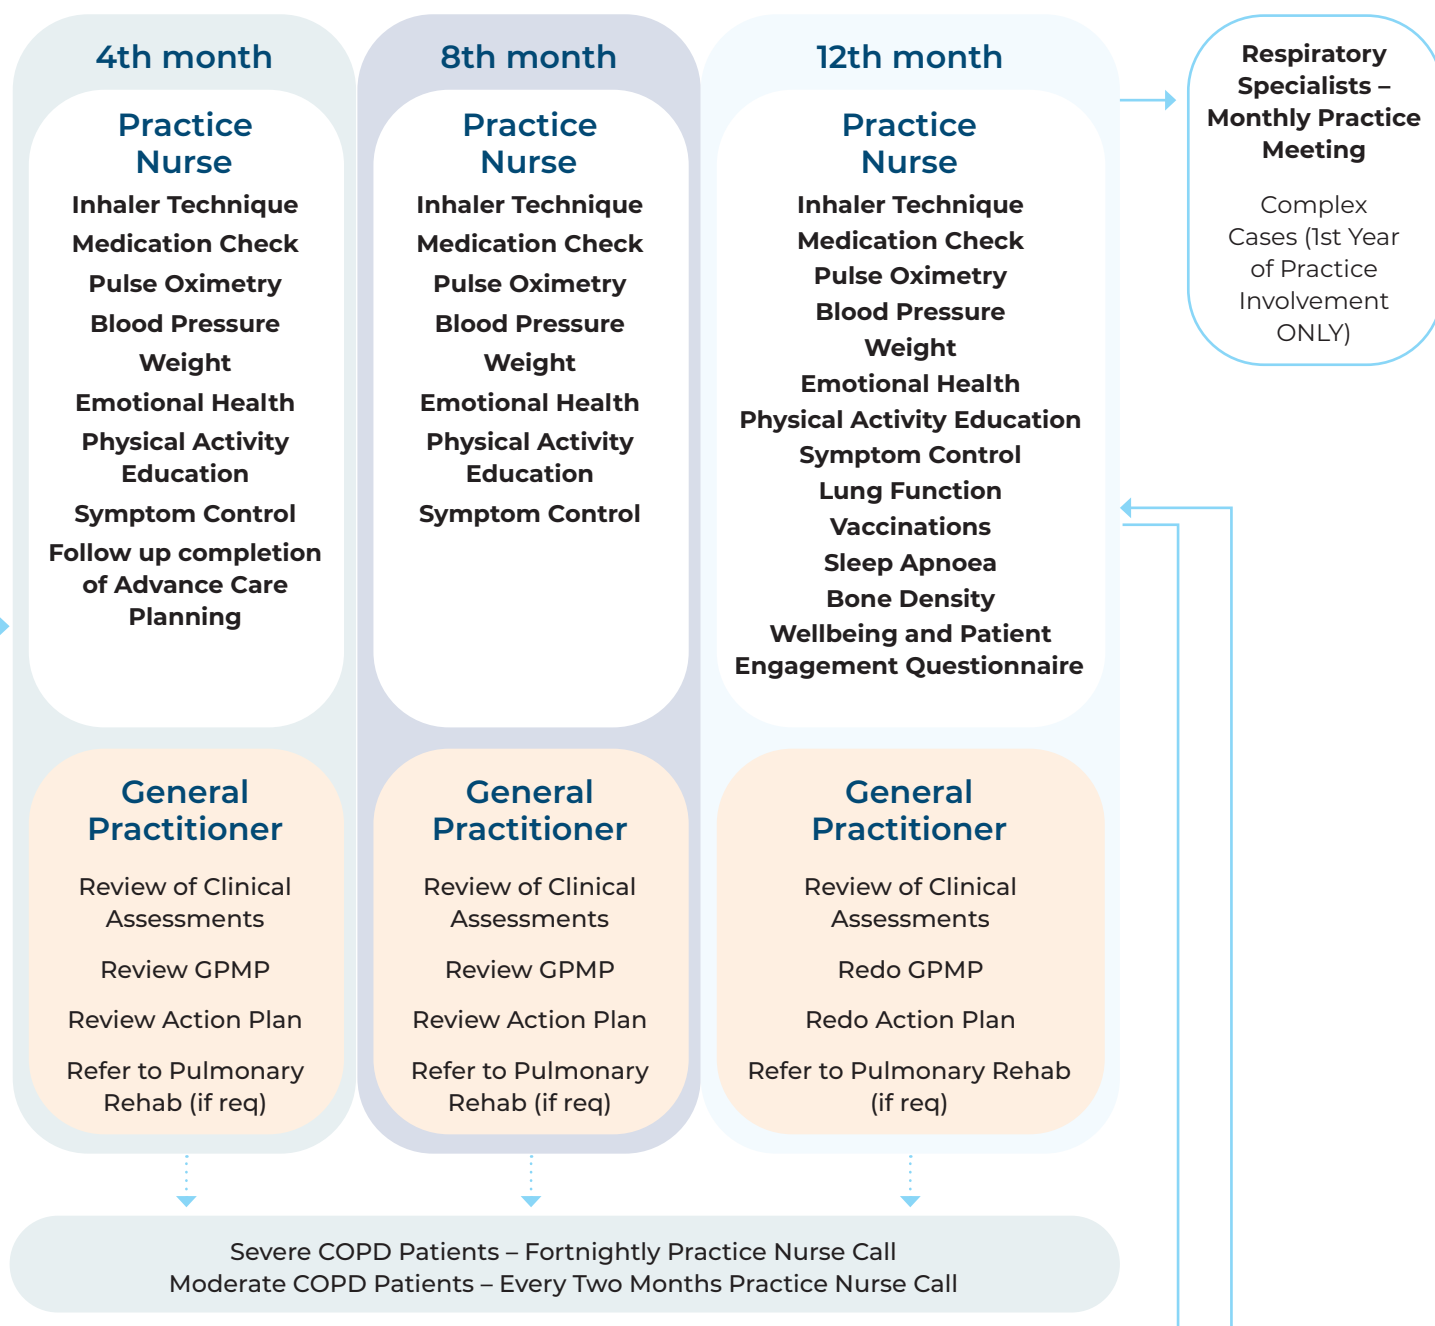 4th month
Practice
Nurse
Inhaler Technique
Medication Check
Pulse Oximetry
Blood Pressure
Weight
Emotional Health
Physical Activity
Education
Symptom Control
Follow up completion
of Advance Care
Planning
General
Practitioner
Review of Clinical
Assessments
Review GPMP
Review Action Plan
Refer to Pulmonary
Rehab (if req)
8th month
Practice
Nurse
Inhaler Technique
Medication Check
Pulse Oximetry
Blood Pressure
Weight
Emotional Health
Physical Activity
Education
Symptom Control
General
Practitioner
Review of Clinical
Assessments
Review GPMP
Review Action Plan
Refer to Pulmonary
Rehab (if req)
12th month
Practice
Nurse
Inhaler Technique
Medication Check
Pulse Oximetry
Blood Pressure
Weight
Emotional Health
Physical Activity Education
Symptom Control
Lung Function
Vaccinations
Sleep Apnoea
Bone Density
Wellbeing and Patient
Engagement Questionnaire
General
Practitioner
Review of Clinical
Assessments
Redo GPMP
Redo Action Plan
Refer to Pulmonary Rehab
(if req)
Respiratory
Specialists –
Monthly Practice
Meeting
Complex
Cases (1st Year
of Practice
Involvement
ONLY)
Severe COPD Patients – Fortnightly Practice Nurse Call
Moderate COPD Patients – Every Two Months Practice Nurse Call